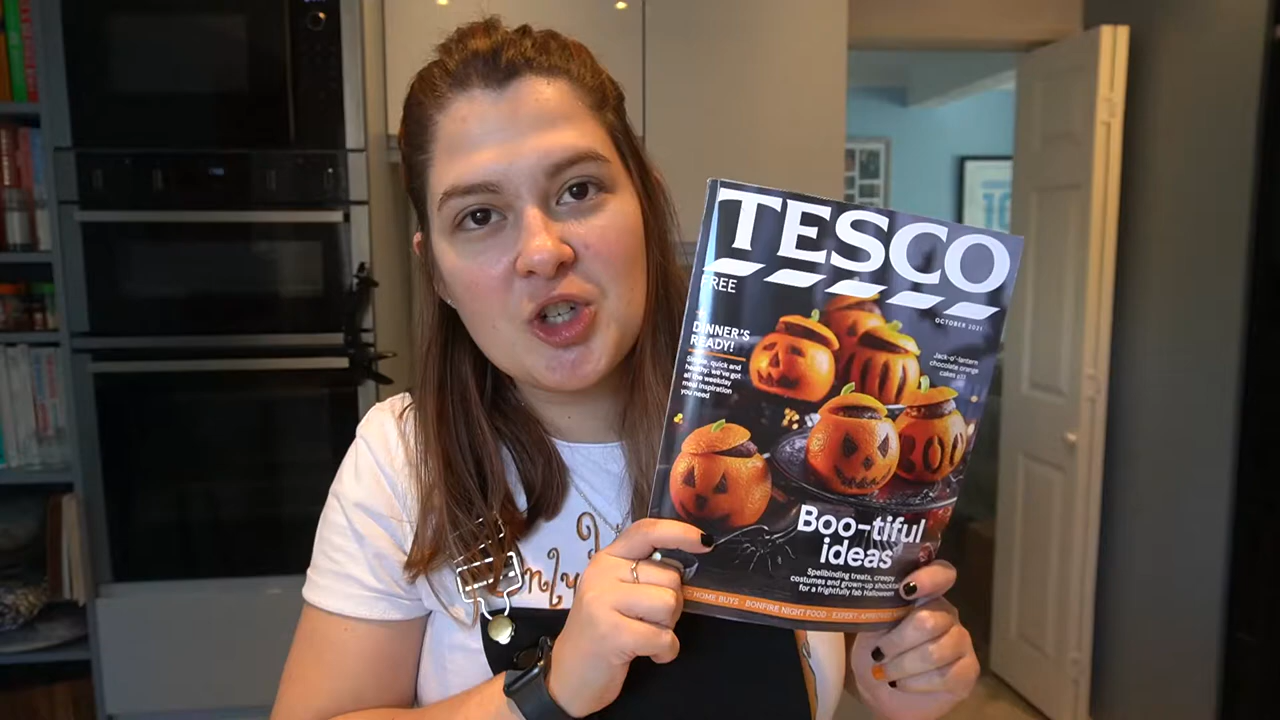 TESCO
FREE
OCTOBER 2021
DINNER'S
READY!
Simple, quick and
healthy: we've got
all the weekday
meal inspiration
you need
Jack-o'-lantern
chocolate orange
cakes
Boo-tiful
ideas
Spellbinding treats, creepy
costumes and grown-up
for a frightfully fab Halloween
HOME BUYS · BONFIRE NIGHT FOOD · EXPERT-APPROVED
only